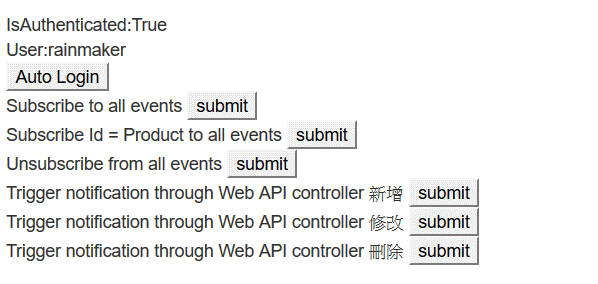 IsAuthenticated:True
User:rainmaker
Auto Login
Subscribe to all events submit
Subscribe Id = Product to all events submit
Unsubscribe from all events submit
Trigger notification through Web API controller 新增 submit
Trigger notification through Web API controller 修改 submit
Trigger notification through Web API controller 刪除 submit